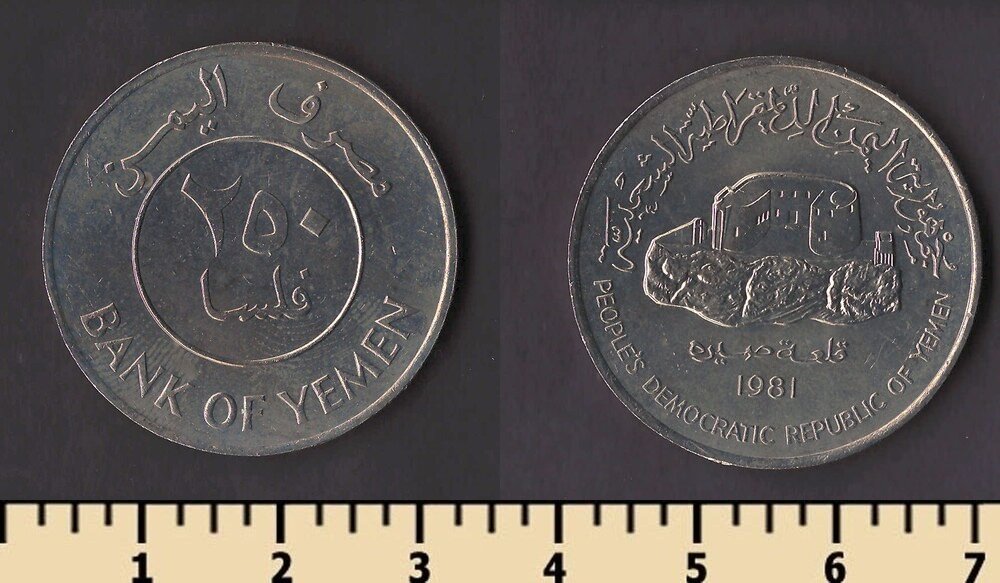 مصرف اليمن
٢٥٠
فلسا
BANK OF YEMEN
جمهورية اليمن الديمقراطية الشعبية
قلعة صيره
1981
PEOPLE'S DEMOCRATIC REPUBLIC OF YEMEN
1 2 3 4 5 6 7